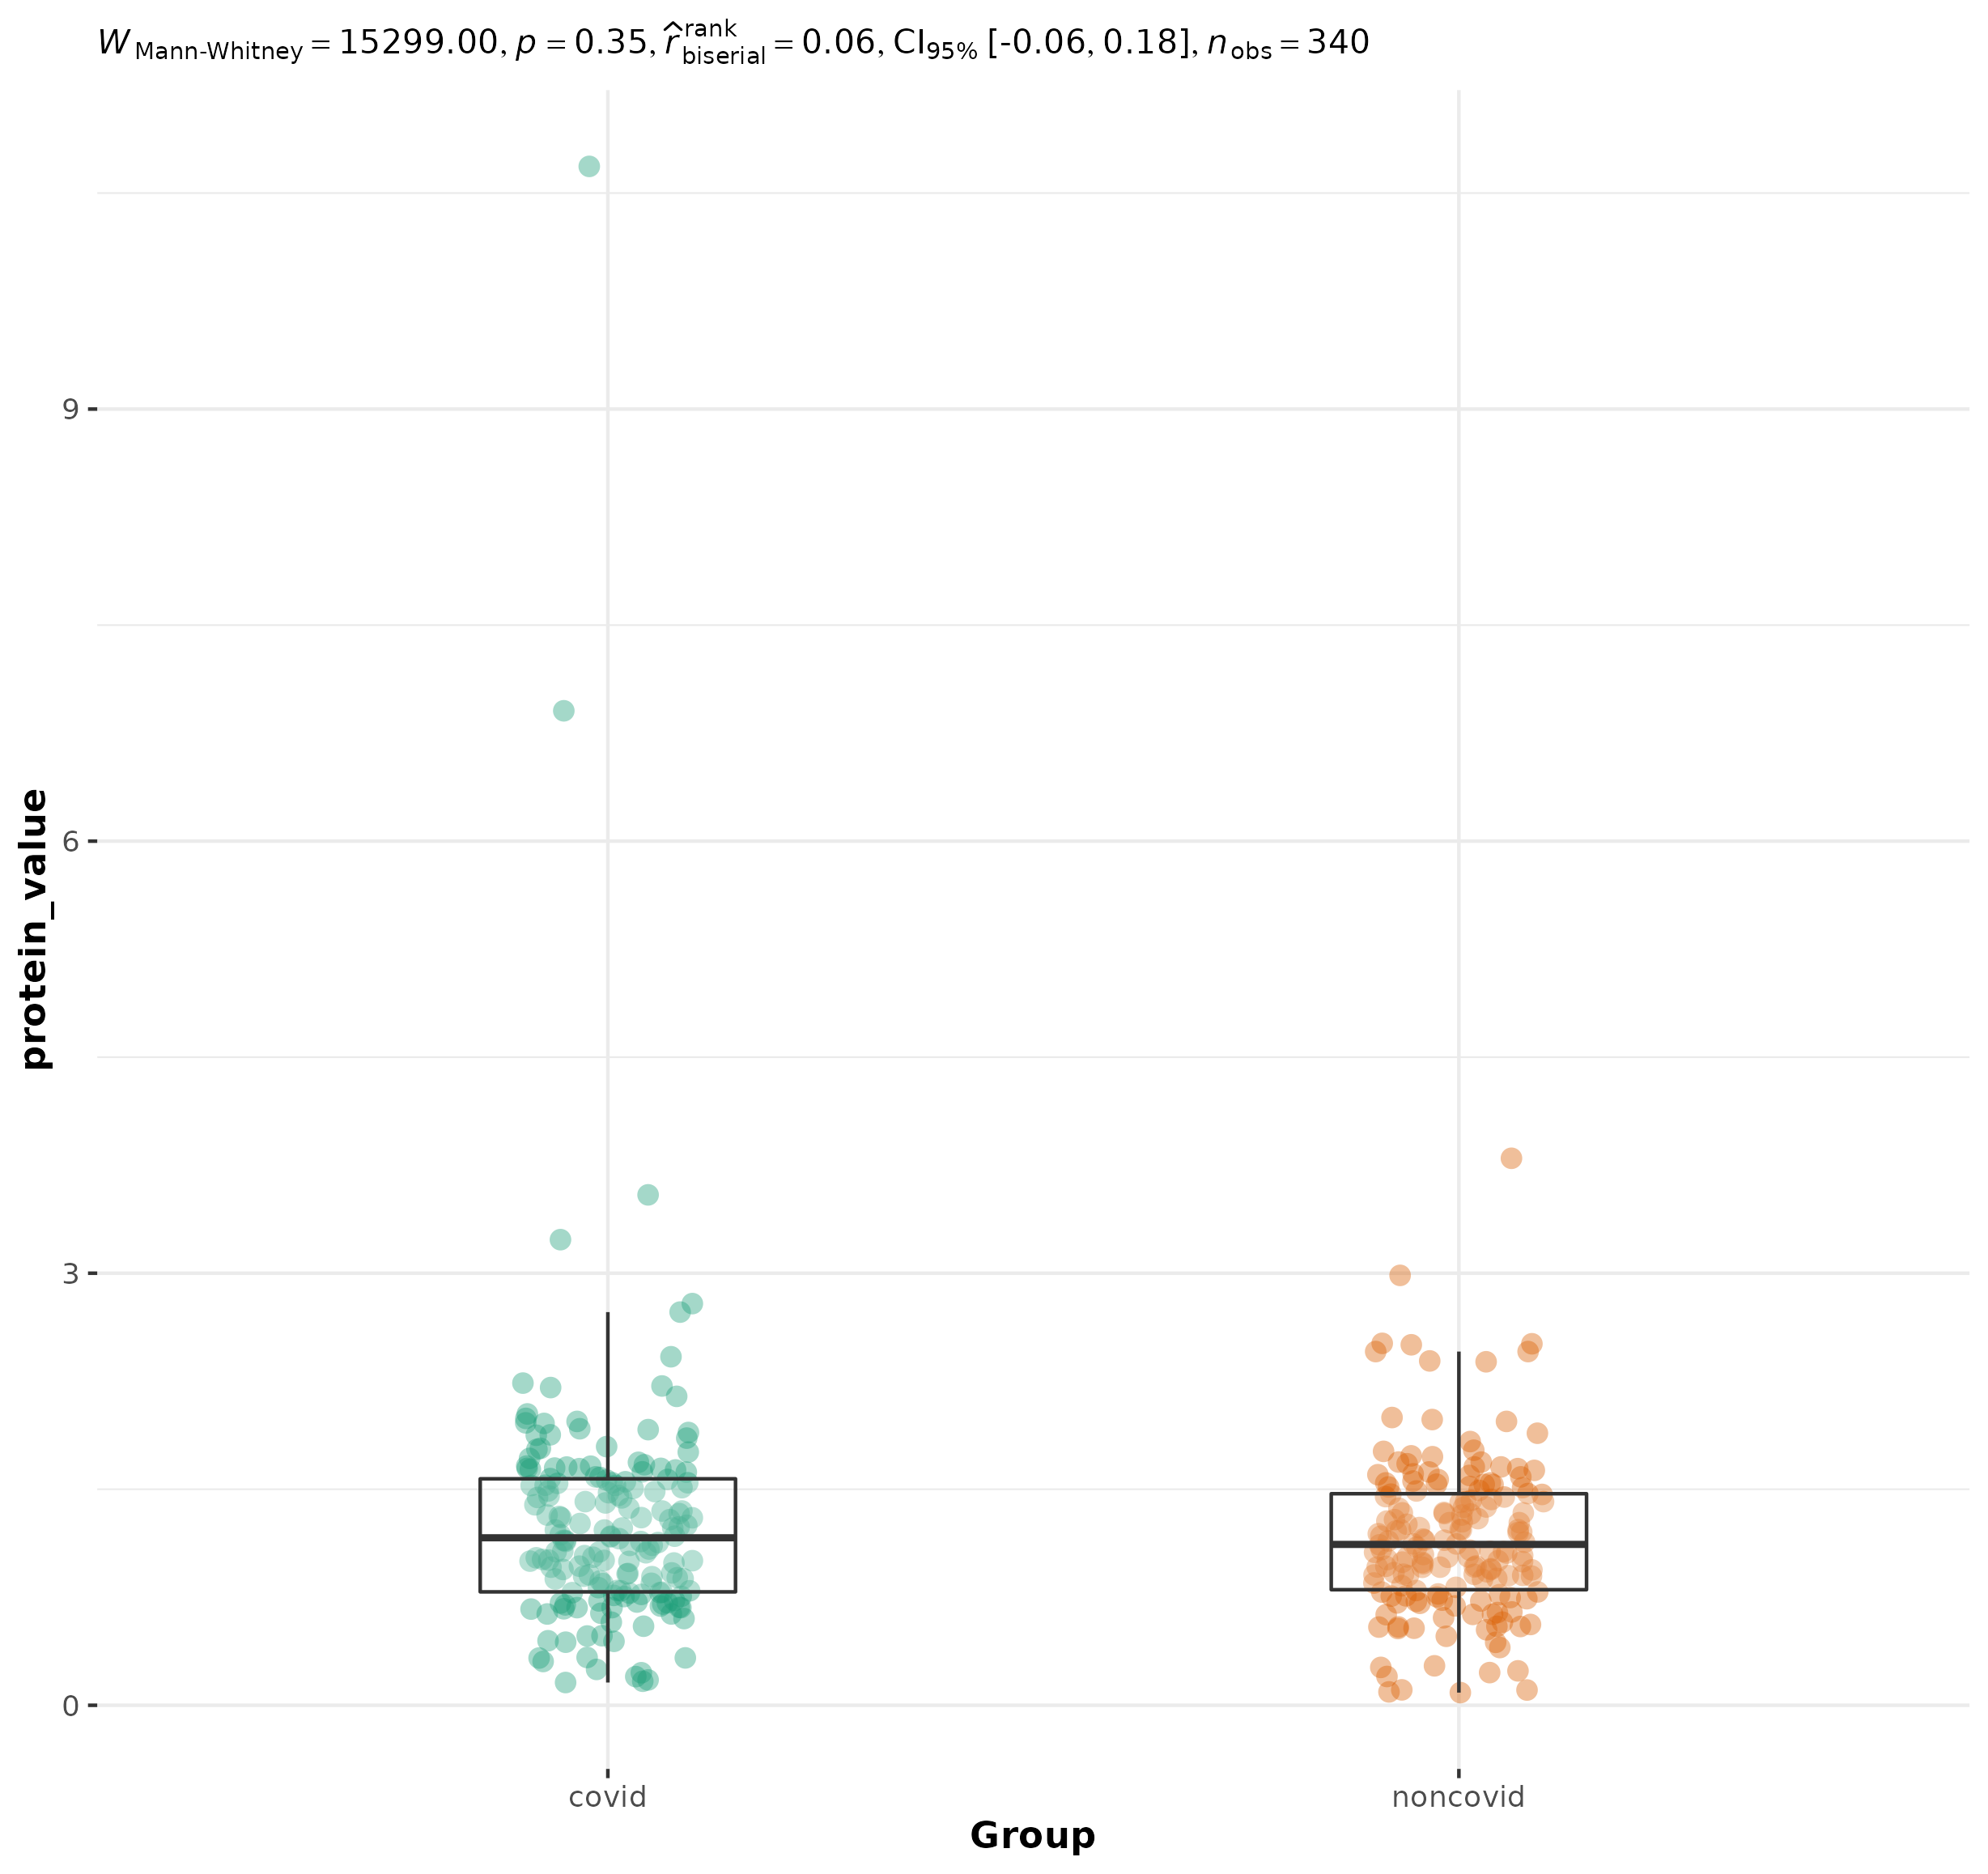 W Mann-Whitney = 15299.00, p = 0.35, r̂ rank biserial = 0.06, CI95% [-0.06, 0.18], nobs = 340
9
6
3
0
protein_value
covid noncovid
Group